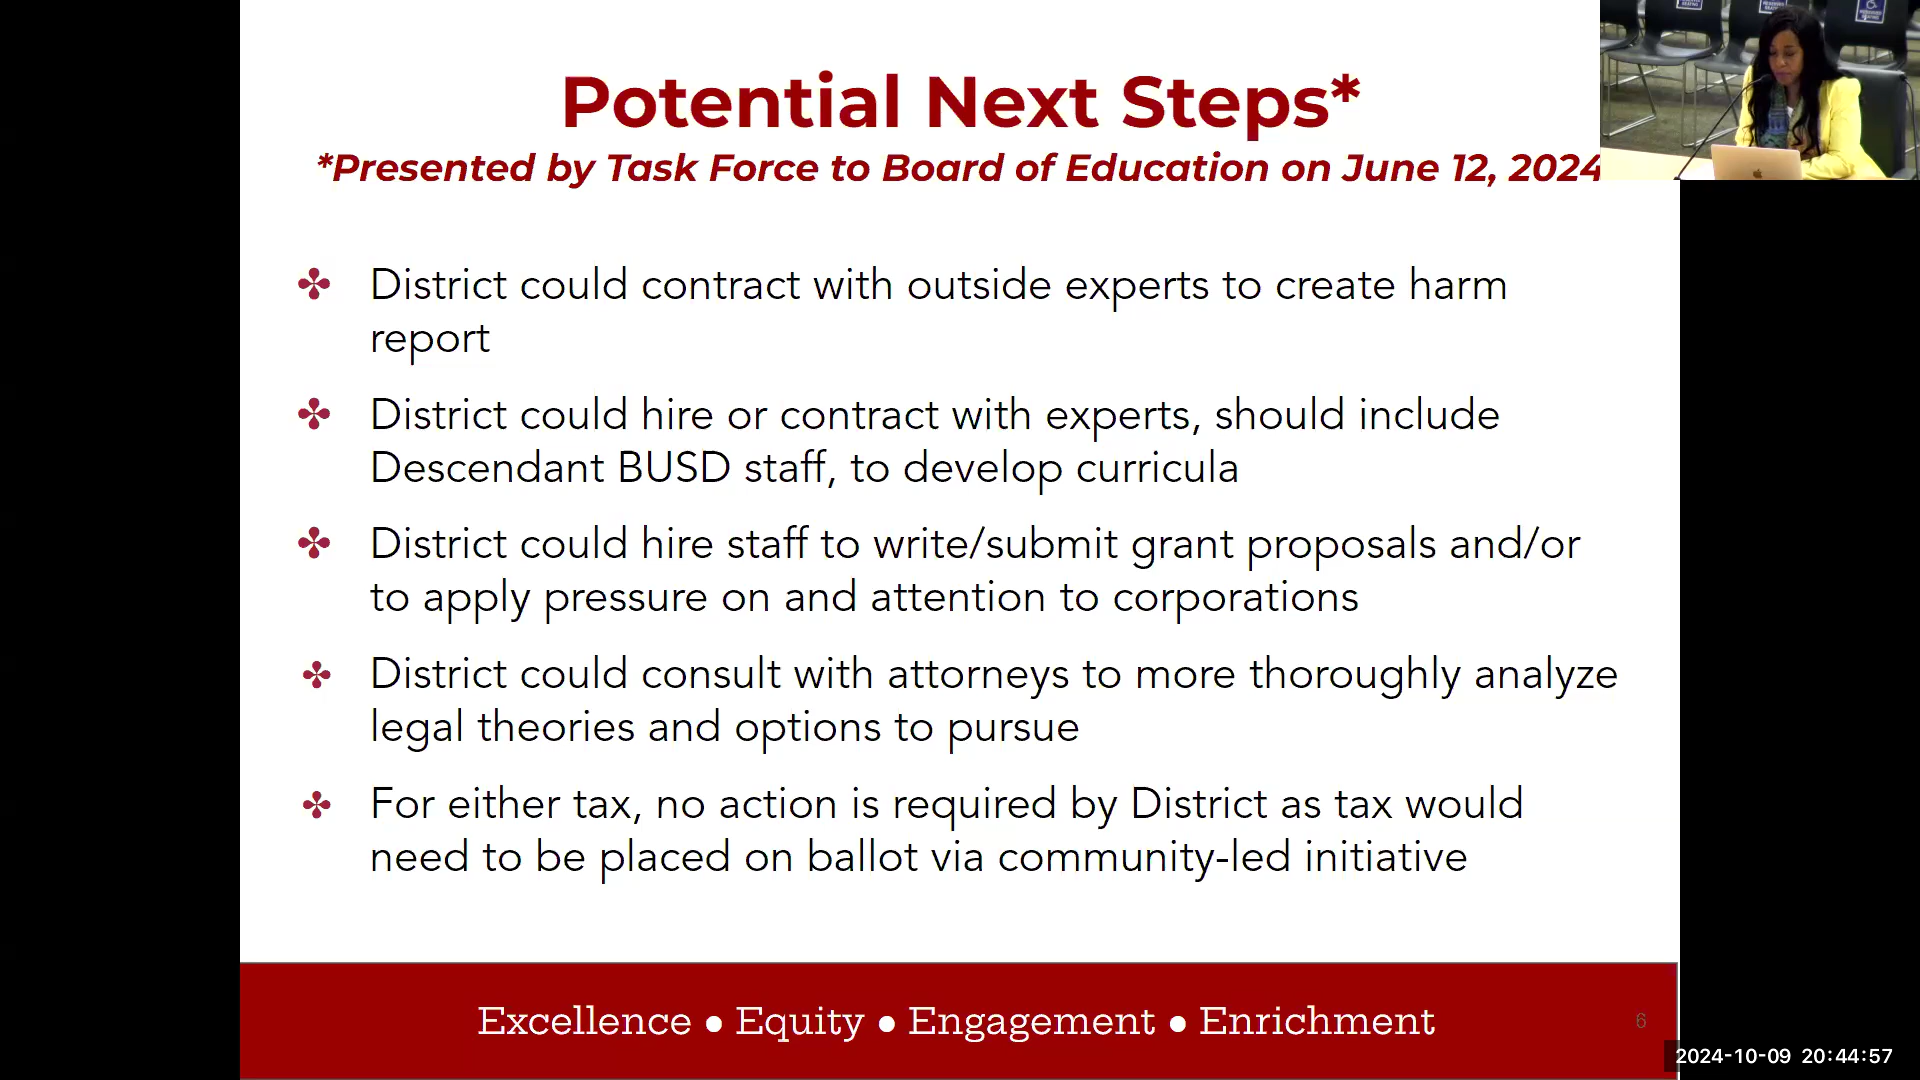 Potential Next Steps*
*Presented by Task Force to Board of Education on June 12, 2024
District could contract with outside experts to create harm
report
District could hire or contract with experts, should include
Descendant BUSD staff, to develop curricula
District could hire staff to write/submit grant proposals and/or
to apply pressure on and attention to corporations
District could consult with attorneys to more thoroughly analyze
legal theories and options to pursue
For either tax, no action is required by District as tax would
need to be placed on ballot via community-led initiative
Excellence ● Equity ● Engagement ● Enrichment
6
2024-10-09 20:44:57